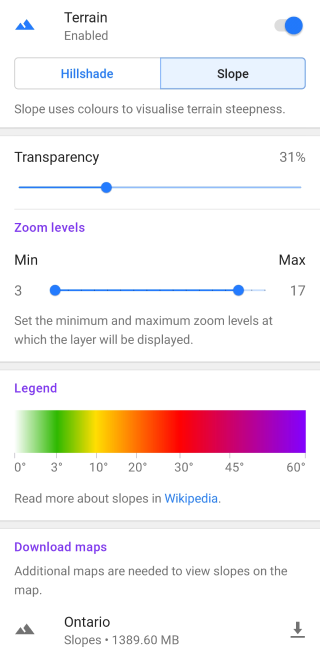 Terrain
Enabled
Hillshade
Slope
Slope uses colours to visualise terrain steepness.
Transparency
31%
Zoom levels
Min
Max
3
17
Set the minimum and maximum zoom levels at
which the layer will be displayed.
Legend
0° 3° 10° 20° 30° 45° 60°
Read more about slopes in Wikipedia.
Download maps
Additional maps are needed to view slopes on the
map.
Ontario
Slopes • 1389.60 MB